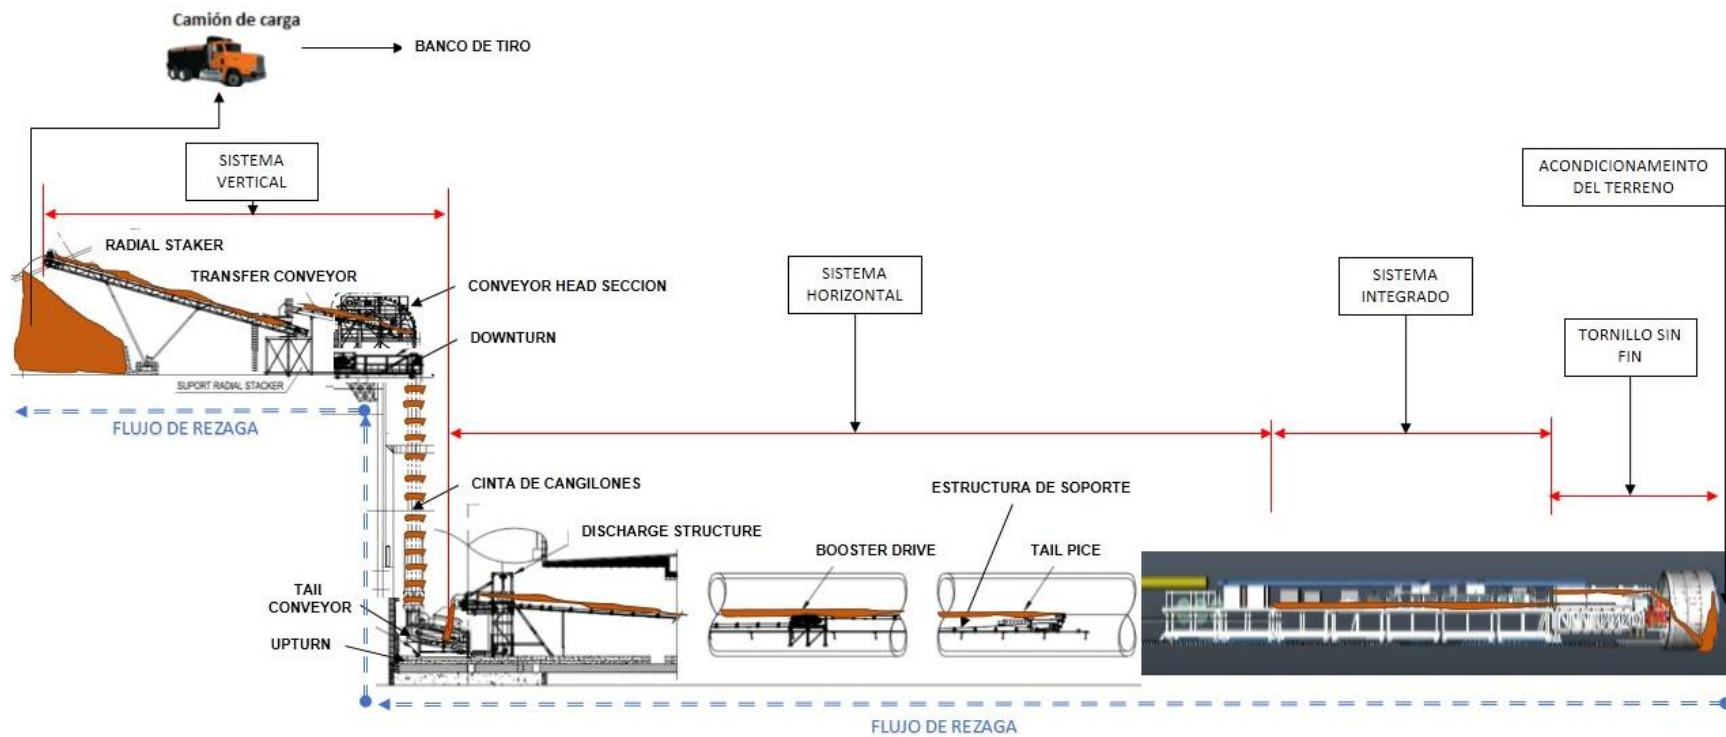 Camión de carga
BANCO DE TIRO
SISTEMA
VERTICAL
ACONDICIONAMEINTO
DEL TERRENO
RADIAL STAKER
TRANSFER CONVEYOR
CONVEYOR HEAD SECCION
SISTEMA
HORIZONTAL
SISTEMA
INTEGRADO
DOWNTURN
TORNILLO SIN
FIN
SUPORT RADIAL STACKER
FLUJO DE REZAGA
CINTA DE CANGILONES
ESTRUCTURA DE SOPORTE
DISCHARGE STRUCTURE
BOOSTER DRIVE
TAIL PICE
TAIl
CONVEYOR
UPTURN
FLUJO DE REZAGA